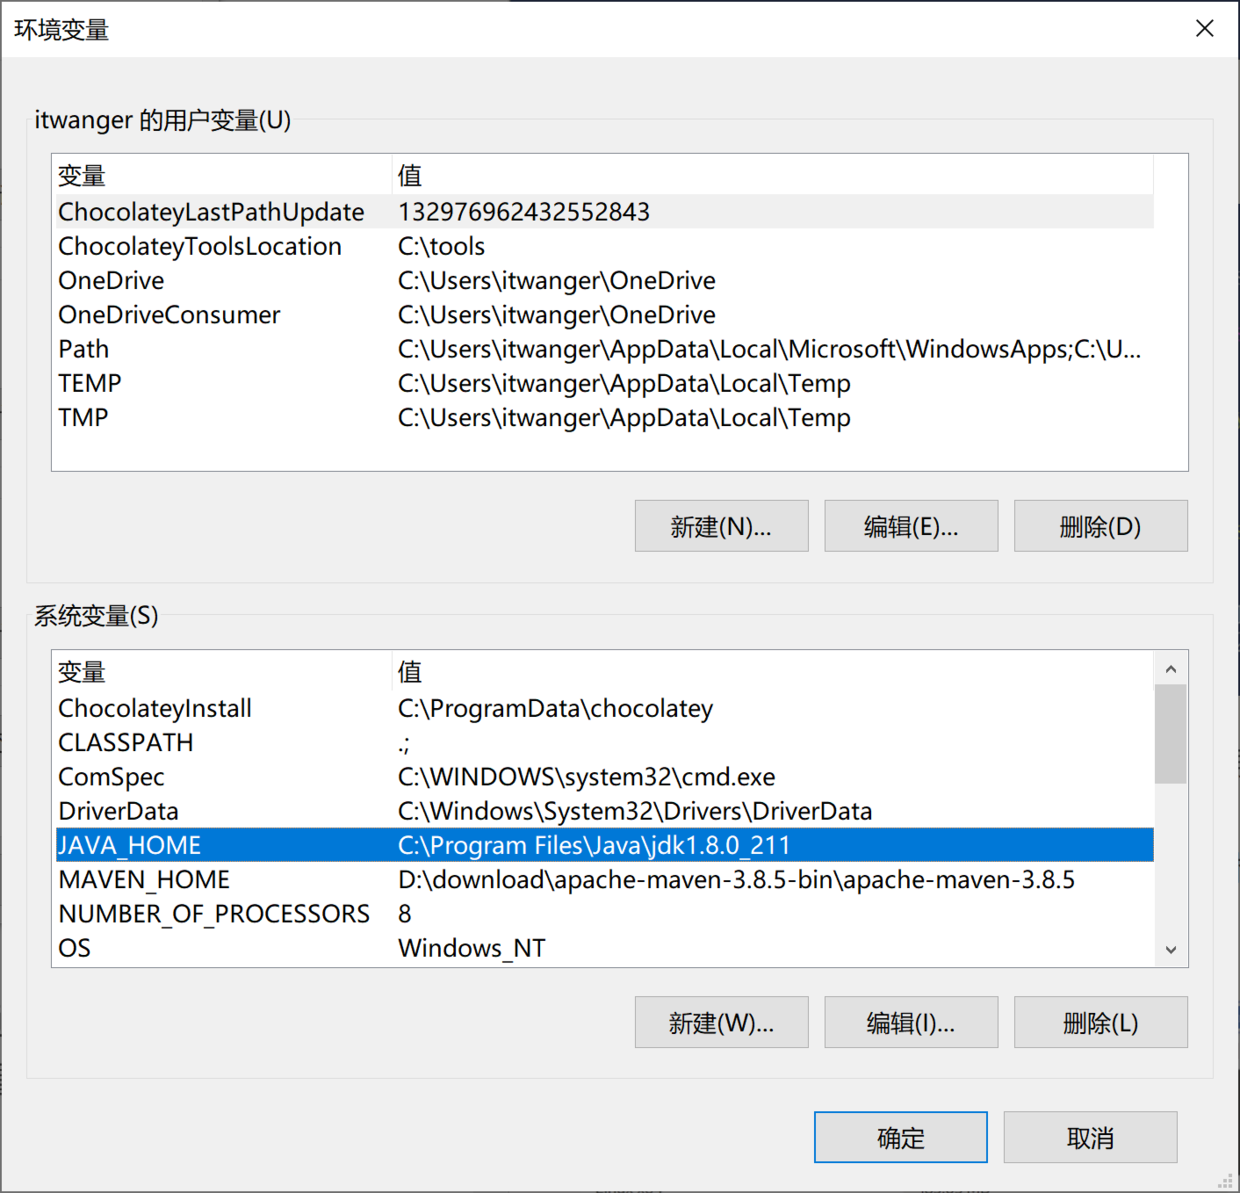 环境变量
itwanger 的用户变量(U)
变量 值
ChocolateyLastPathUpdate 132976962432552843
ChocolateyToolsLocation C:\tools
OneDrive C:\Users\itwanger\OneDrive
OneDriveConsumer C:\Users\itwanger\OneDrive
Path C:\Users\itwanger\AppData\Local\Microsoft\WindowsApps;C:\U...
TEMP C:\Users\itwanger\AppData\Local\Temp
TMP C:\Users\itwanger\AppData\Local\Temp
新建(N)... 编辑(E)... 删除(D)
系统变量(S)
变量 值
ChocolateyInstall C:\ProgramData\chocolatey
CLASSPATH .;
ComSpec C:\WINDOWS\system32\cmd.exe
DriverData C:\Windows\System32\Drivers\DriverData
JAVA_HOME C:\Program Files\Java\jdk1.8.0_211
MAVEN_HOME D:\download\apache-maven-3.8.5-bin\apache-maven-3.8.5
NUMBER_OF_PROCESSORS 8
OS Windows_NT
新建(W)... 编辑(I)... 删除(L)
确定 取消